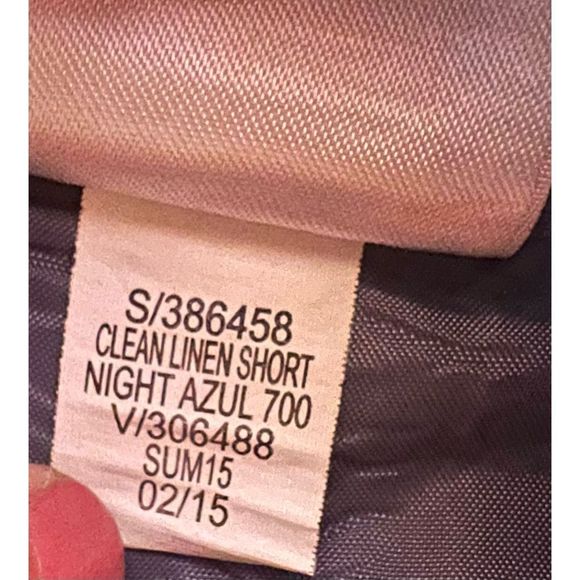 S/386458
CLEAN LINEN SHORT
NIGHT AZUL 700
V/306488
SUM15
02/15